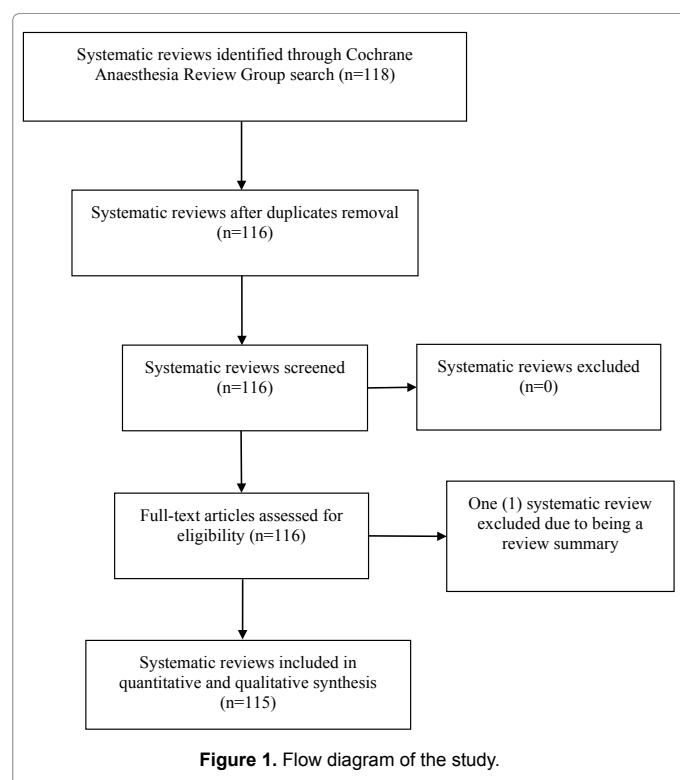 Systematic reviews identified through Cochrane
Anaesthesia Review Group search (n=118)
Systematic reviews after duplicates removal
(n=116)
Systematic reviews screened
(n=116)
Systematic reviews excluded
(n=0)
Full-text articles assessed for
eligibility (n=116)
One (1) systematic review
excluded due to being a
review summary
Systematic reviews included in
quantitative and qualitative synthesis
(n=115)
Figure 1. Flow diagram of the study.